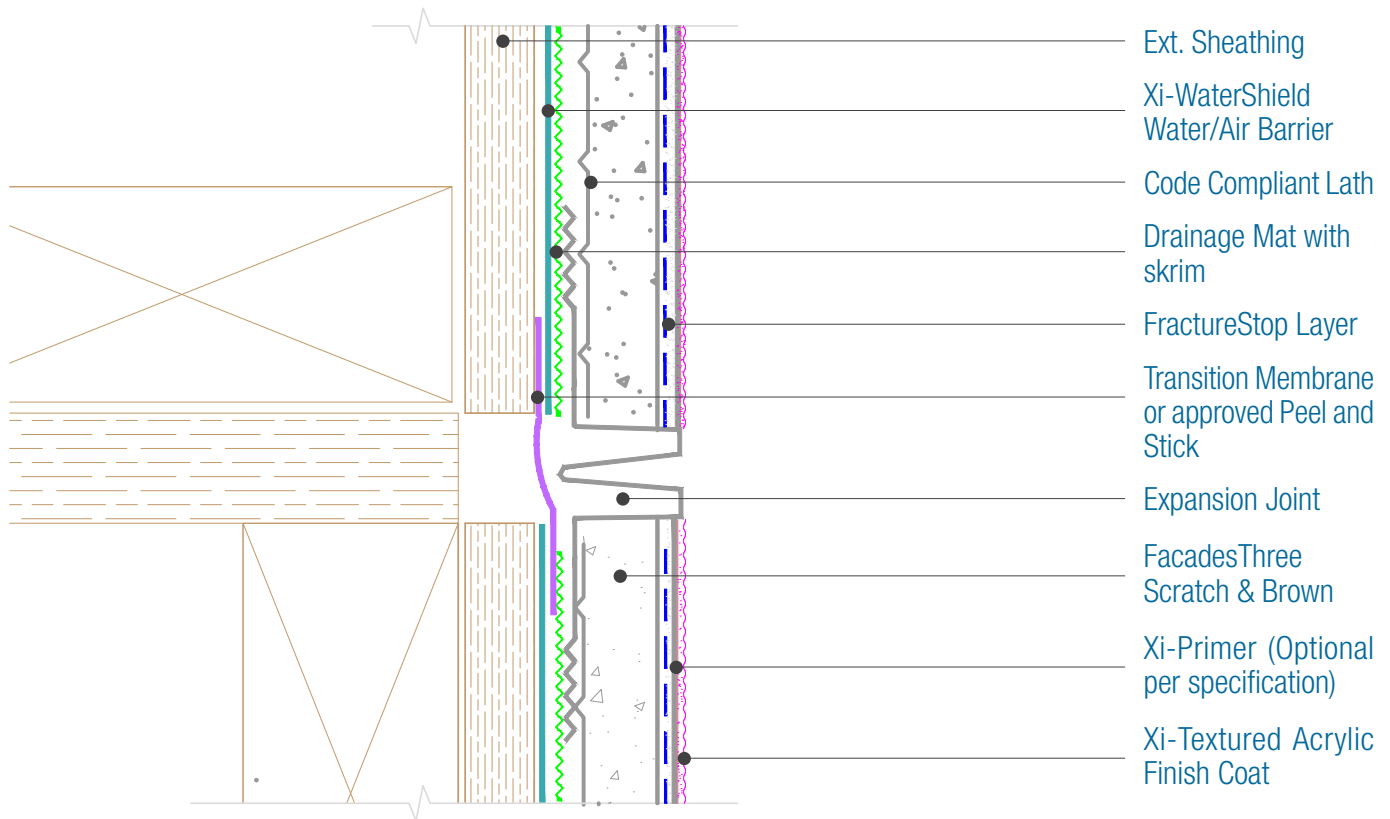 Ext. Sheathing
Xi-WaterShield
Water/Air Barrier
Code Compliant Lath
Drainage Mat with
skrim
FractureStop Layer
Transition Membrane
or approved Peel and
Stick
Expansion Joint
FacadesThree
Scratch & Brown
Xi-Primer (Optional
per specification)
Xi-Textured Acrylic
Finish Coat